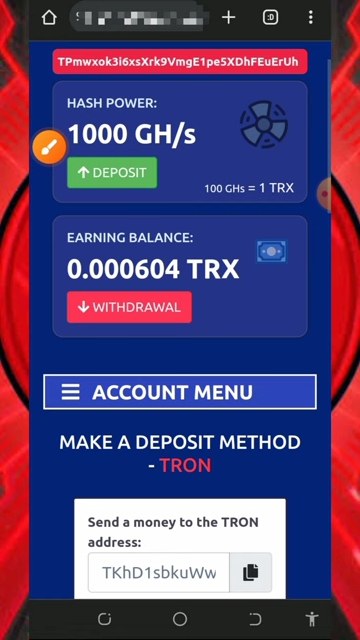 TPmwxok3i6xsXrk9VmgE1pe5XDhFEuErUh
HASH POWER:
1000 GH/s
DEPOSIT
100 GHs = 1 TRX
EARNING BALANCE:
0.000604 TRX
WITHDRAWAL
ACCOUNT MENU
MAKE A DEPOSIT METHOD
- TRON
Send a money to the TRON
address:
TKhD1sbkuWw